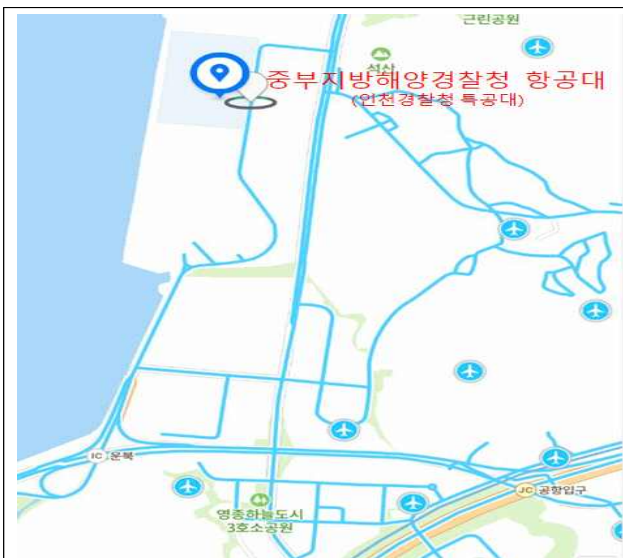 근린공원
석산
중부지방해양경찰청 항공대
(인천경찰청 특공대)
IC 운북
JC 공항입구
영종하늘도시
3호소공원